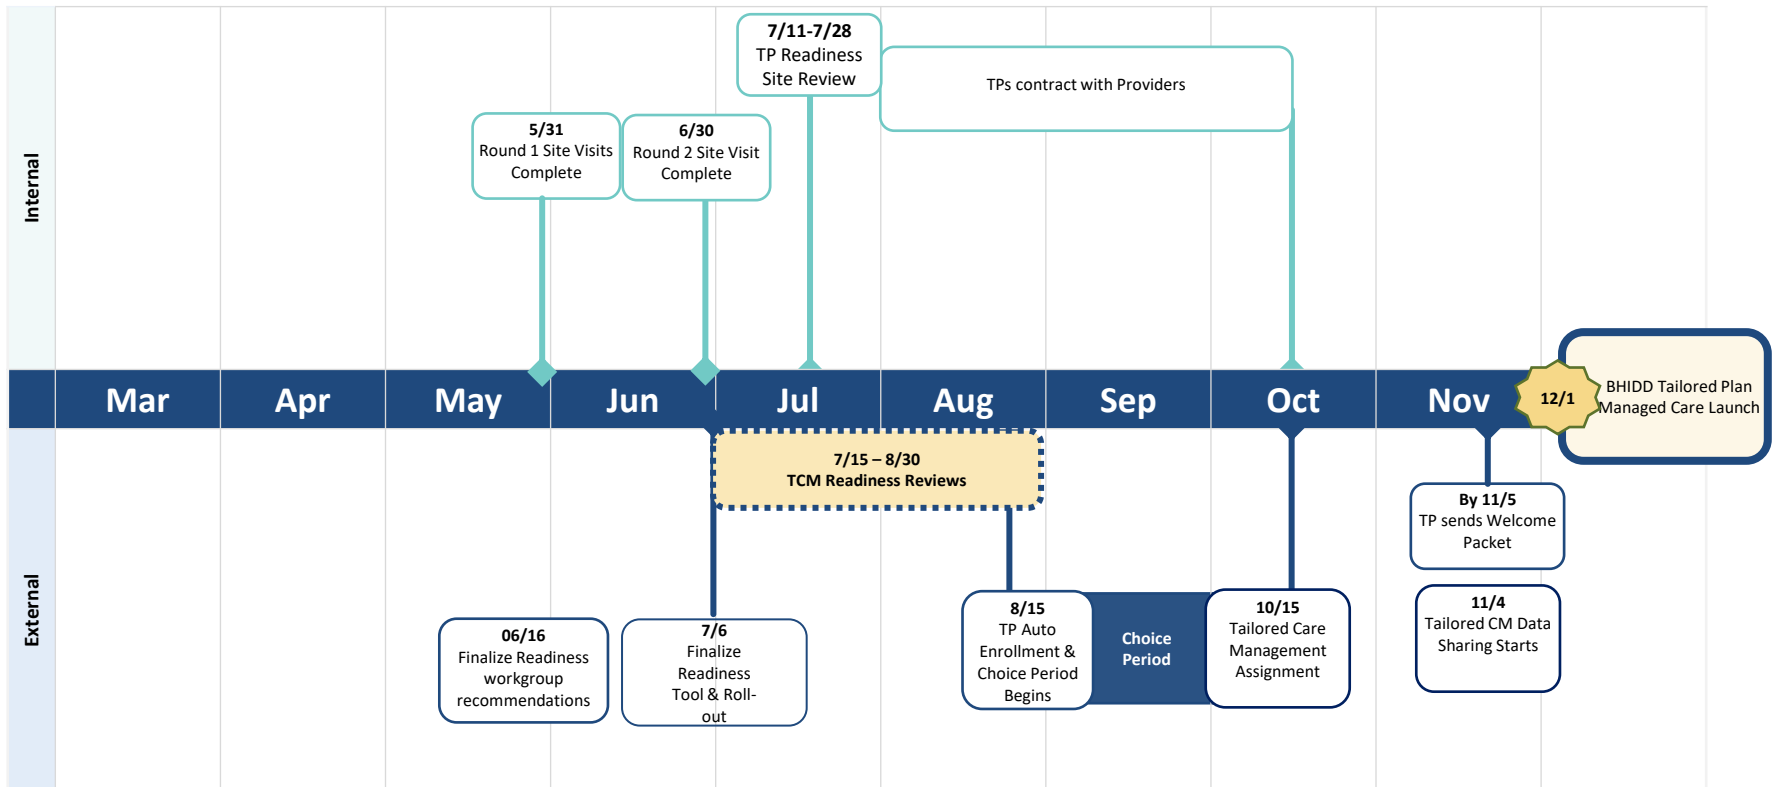 Internal
7/11-7/28
TP Readiness
Site Review
TPs contract with Providers
5/31
Round 1 Site Visits
Complete
6/30
Round 2 Site Visit
Complete
Mar
Apr
May
Jun
Jul
Aug
Sep
Oct
Nov
12/1
BHIDD Tailored Plan
Managed Care Launch
External
7/15 – 8/30
TCM Readiness Reviews
By 11/5
TP sends Welcome
Packet
06/16
Finalize Readiness
workgroup
recommendations
7/6
Finalize
Readiness
Tool & Roll-
out
8/15
TP Auto
Enrollment &
Choice Period
Begins
Choice
Period
10/15
Tailored Care
Management
Assignment
11/4
Tailored CM Data
Sharing Starts